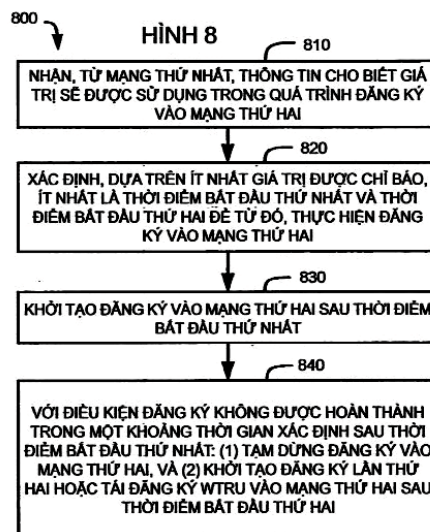 800
HÌNH 8
810
NHẬN, TỪ MẠNG THỨ NHẤT, THÔNG TIN CHO BIẾT GIÁ
TRỊ SẼ ĐƯỢC SỬ DỤNG TRONG QUÁ TRÌNH ĐĂNG KÝ
VÀO MẠNG THỨ HAI
820
XÁC ĐỊNH, DỰA TRÊN ÍT NHẤT GIÁ TRỊ ĐƯỢC CHỈ BÁO,
ÍT NHẤT LÀ THỜI ĐIỂM BẮT ĐẦU THỨ NHẤT VÀ THỜI
ĐIỂM BẮT ĐẦU THỨ HAI ĐỂ TỪ ĐÓ, THỰC HIỆN ĐĂNG
KÝ VÀO MẠNG THỨ HAI
830
KHỞI TẠO ĐĂNG KÝ VÀO MẠNG THỨ HAI SAU THỜI ĐIỂM
BẮT ĐẦU THỨ NHẤT
840
VỚI ĐIỀU KIỆN ĐĂNG KÝ KHÔNG ĐƯỢC HOÀN THÀNH
TRONG MỘT KHOẢNG THỜI GIAN XÁC ĐỊNH SAU THỜI
ĐIỂM BẮT ĐẦU THỨ NHẤT: (1) TẠM DỪNG ĐĂNG KÝ VÀO
MẠNG THỨ HAI, VÀ (2) KHỞI TẠO ĐĂNG KÝ LẦN THỨ
HAI HOẶC TÁI ĐĂNG KÝ WTRU VÀO MẠNG THỨ HAI SAU
THỜI ĐIỂM BẮT ĐẦU THỨ HAI